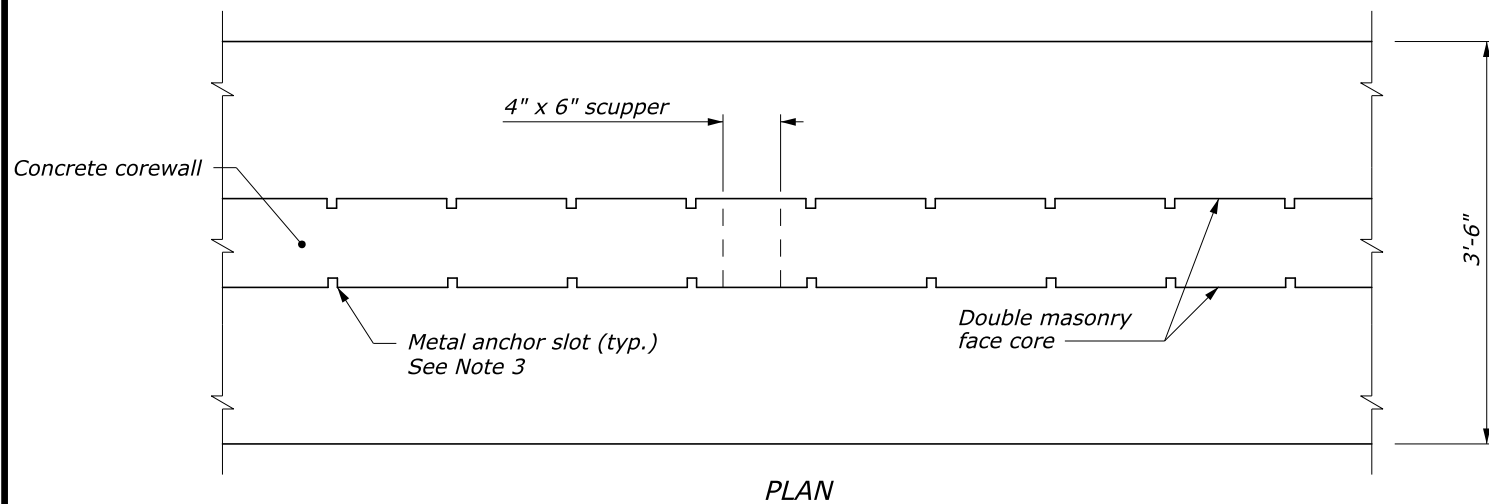 4" x 6" scupper
Concrete corewall
3'-6"
Double masonry
face core
Metal anchor slot (typ.)
See Note 3
PLAN